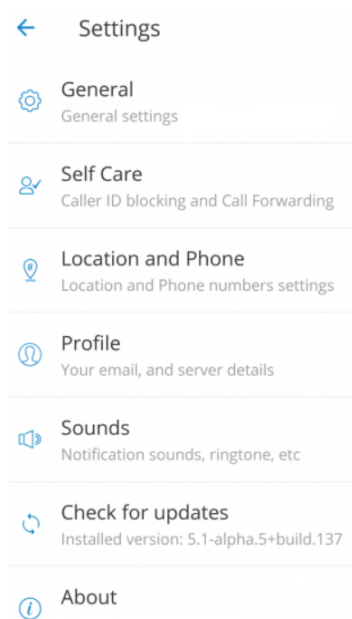 Settings
General
General settings
Self Care
Caller ID blocking and Call Forwarding
Location and Phone
Location and Phone numbers settings
Profile
Your email, and server details
Sounds
Notification sounds, ringtone, etc
Check for updates
Installed version: 5.1-alpha.5+build.137
About